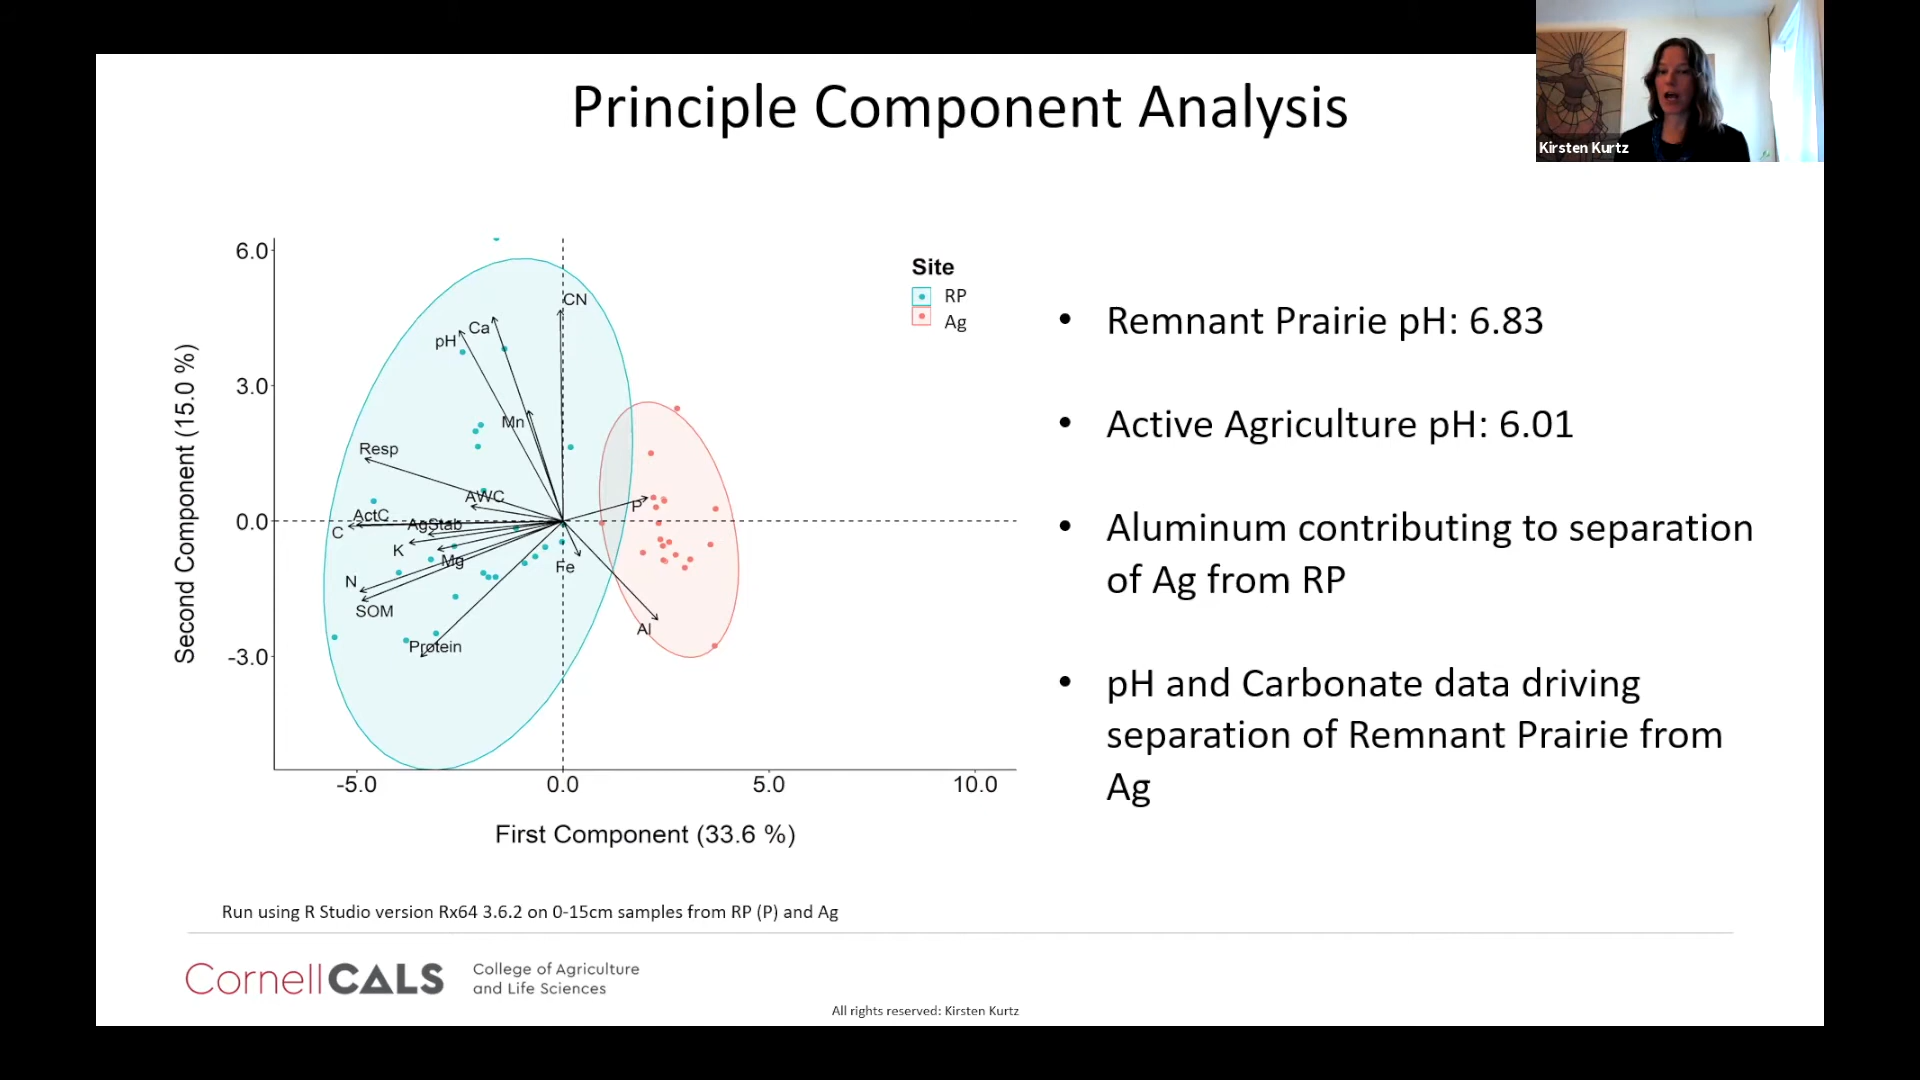 Principle Component Analysis
Kirsten Kurtz
6.0
3.0
0.0
-3.0
Second Component (15.0 %)
CN
Ca
pH
Mn
Resp
AWC
ActC
AgStab
C
K
Mg
N
SOM
Protein
Fe
P
Al
-5.0
0.0
5.0
10.0
First Component (33.6 %)
Site
RP
Ag
• Remnant Prairie pH: 6.83
• Active Agriculture pH: 6.01
• Aluminum contributing to separation
of Ag from RP
• pH and Carbonate data driving
separation of Remnant Prairie from
Ag
Run using R Studio version Rx64 3.6.2 on 0-15cm samples from RP (P) and Ag
CornellCALS
College of Agriculture
and Life Sciences
All rights reserved: Kirsten Kurtz